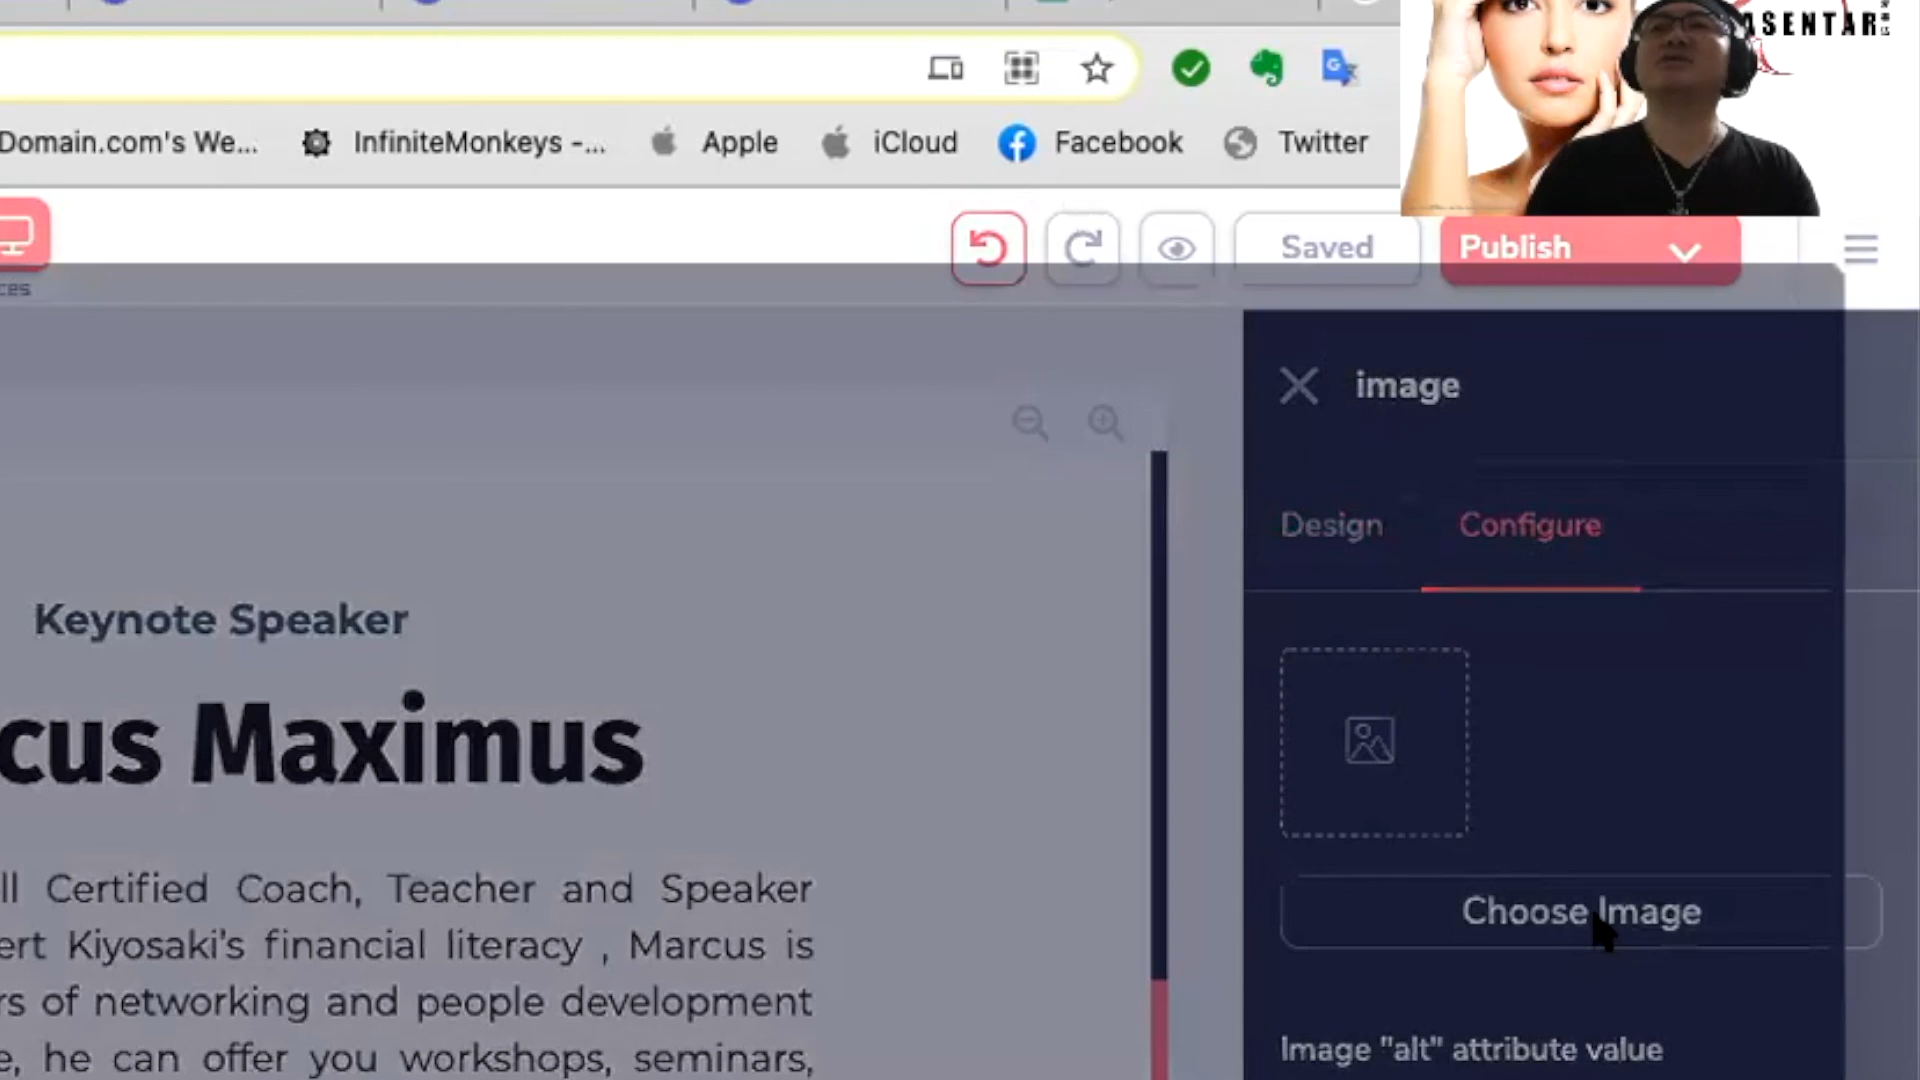 ASENTAR
Domain.com's We... InfiniteMonkeys -... Apple iCloud Facebook Twitter
Saved Publish
ces
image
Design Configure
Keynote Speaker
cus Maximus
ll Certified Coach, Teacher and Speaker
ert Kiyosaki’s financial literacy , Marcus is
rs of networking and people development
e, he can offer you workshops, seminars,
Choose Image
Image "alt" attribute value